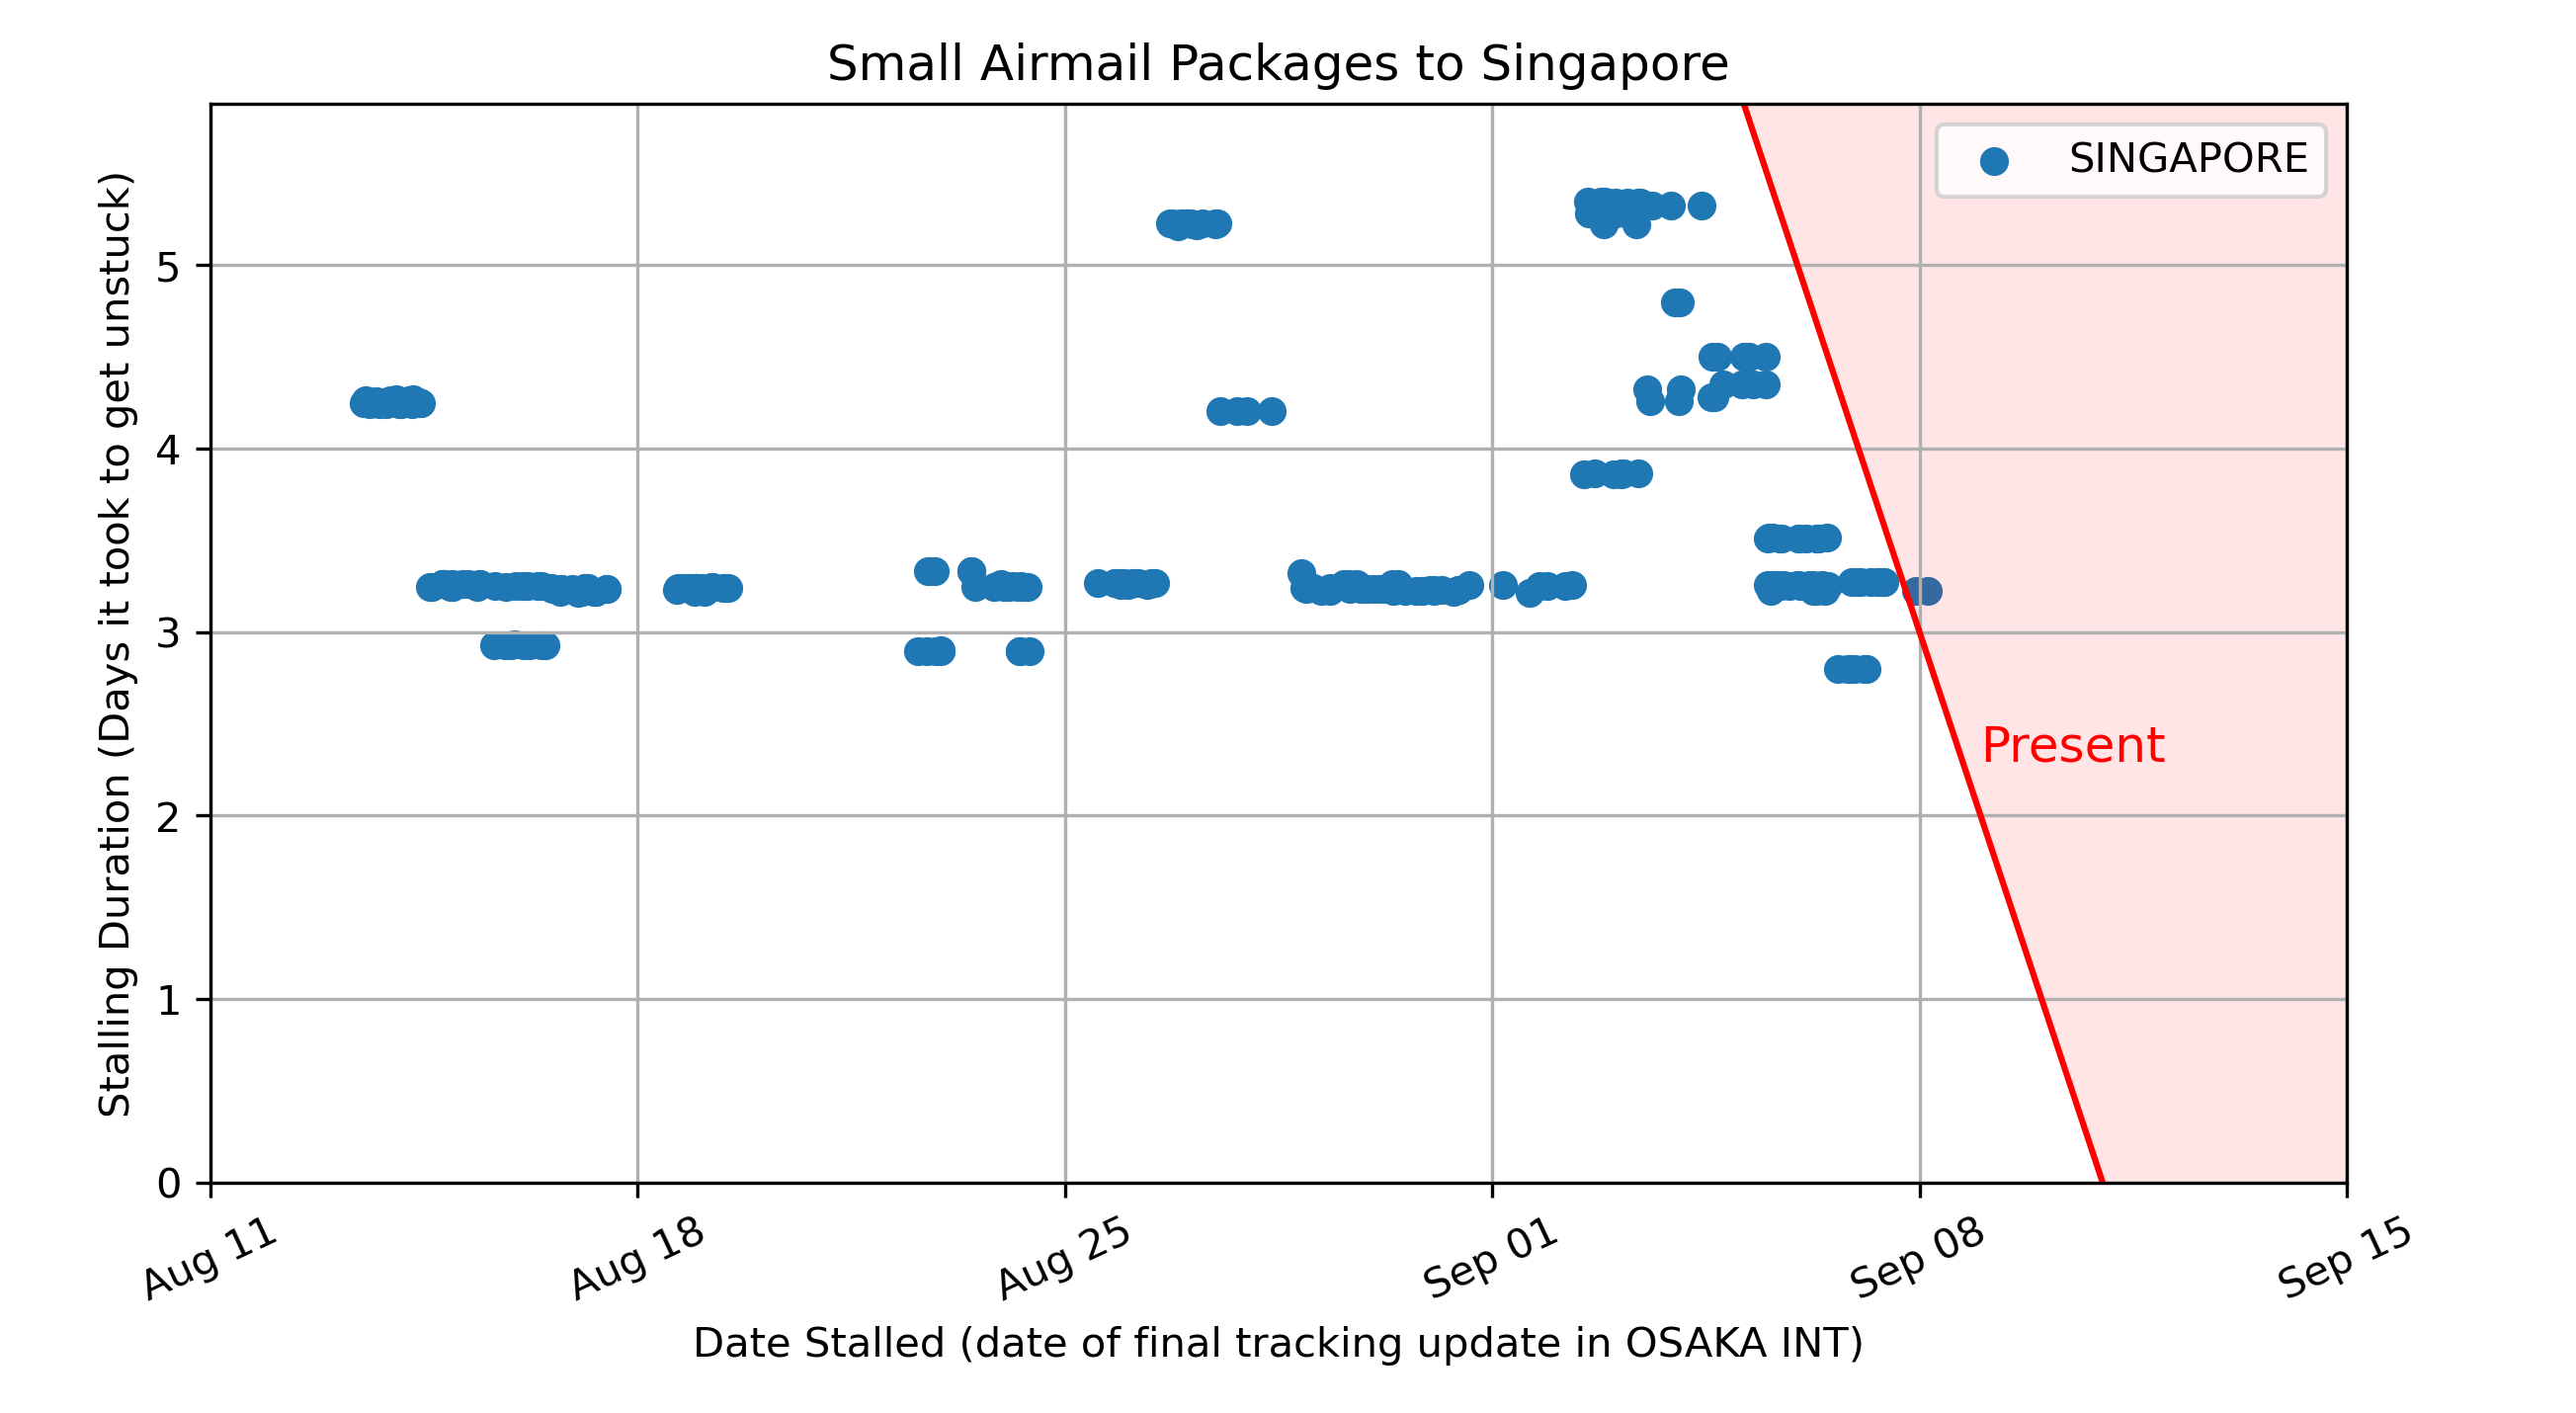 Small Airmail Packages to Singapore
SINGAPORE
Stalling Duration (Days it took to get unstuck)
5
4
3
2
1
0
Present
Aug 11
Aug 18
Aug 25
Sep 01
Sep 08
Sep 15
Date Stalled (date of final tracking update in OSAKA INT)